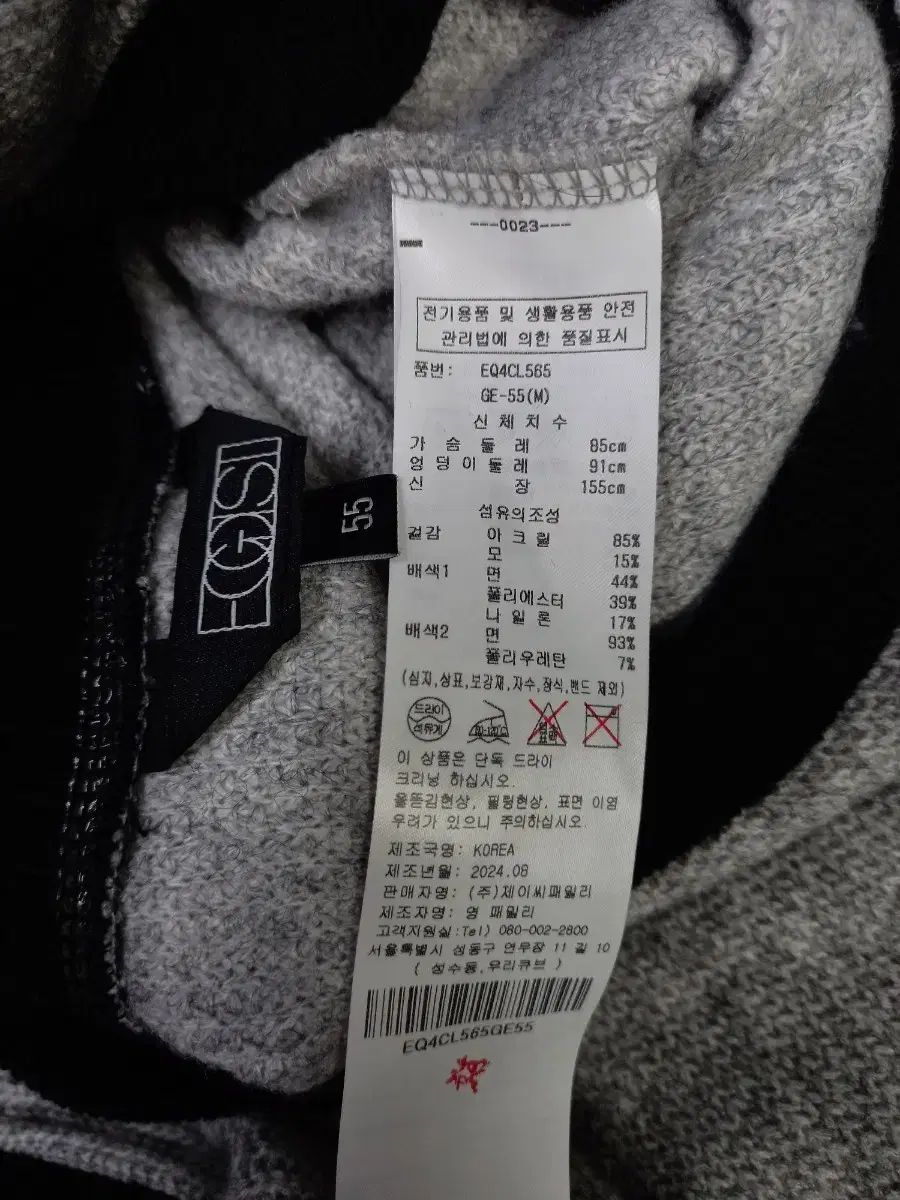 ---0023---
전기용품 및 생활용품 안전
관리법에 의한 품질표시
품번: EQ4CL565
GE-55(M)
신체치수
가슴둘레 85cm
엉덩이둘레 91cm
신장 155cm
섬유의조성
겉감 아크릴 85%
모 15%
배색1 면 44%
폴리에스터 39%
나일론 17%
배색2 면 93%
폴리우레탄 7%
(심지,상표,보강재,자수,장식,밴드 제외)
드라이
석유계
이 상품은 단독 드라이
크리닝 하십시오.
올뜯김현상, 필링현상, 표면 이염
우려가 있으니 주의하십시오.
제조국명: KOREA
제조년월: 2024.08
판매자명: (주)제이씨패밀리
제조자명: 영 패밀리
고객지원실:Tel) 080-002-2800
서울특별시 성동구 연무장 11 길 10
( 성수동,우리큐브 )
EQ4CL565GE55
EGOIST
55